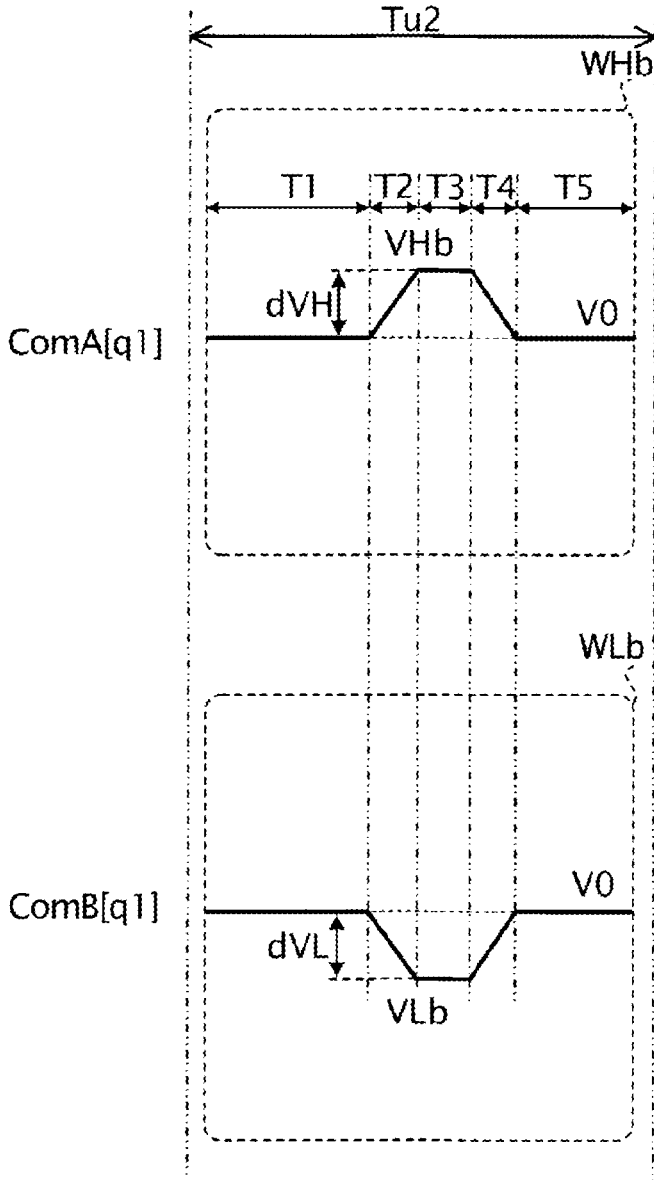 Tu2
WHb
T1 T2 T3 T4 T5
VHb
dVH
V0
ComA[q1]
WLb
V0
ComB[q1]
dVL
VLb